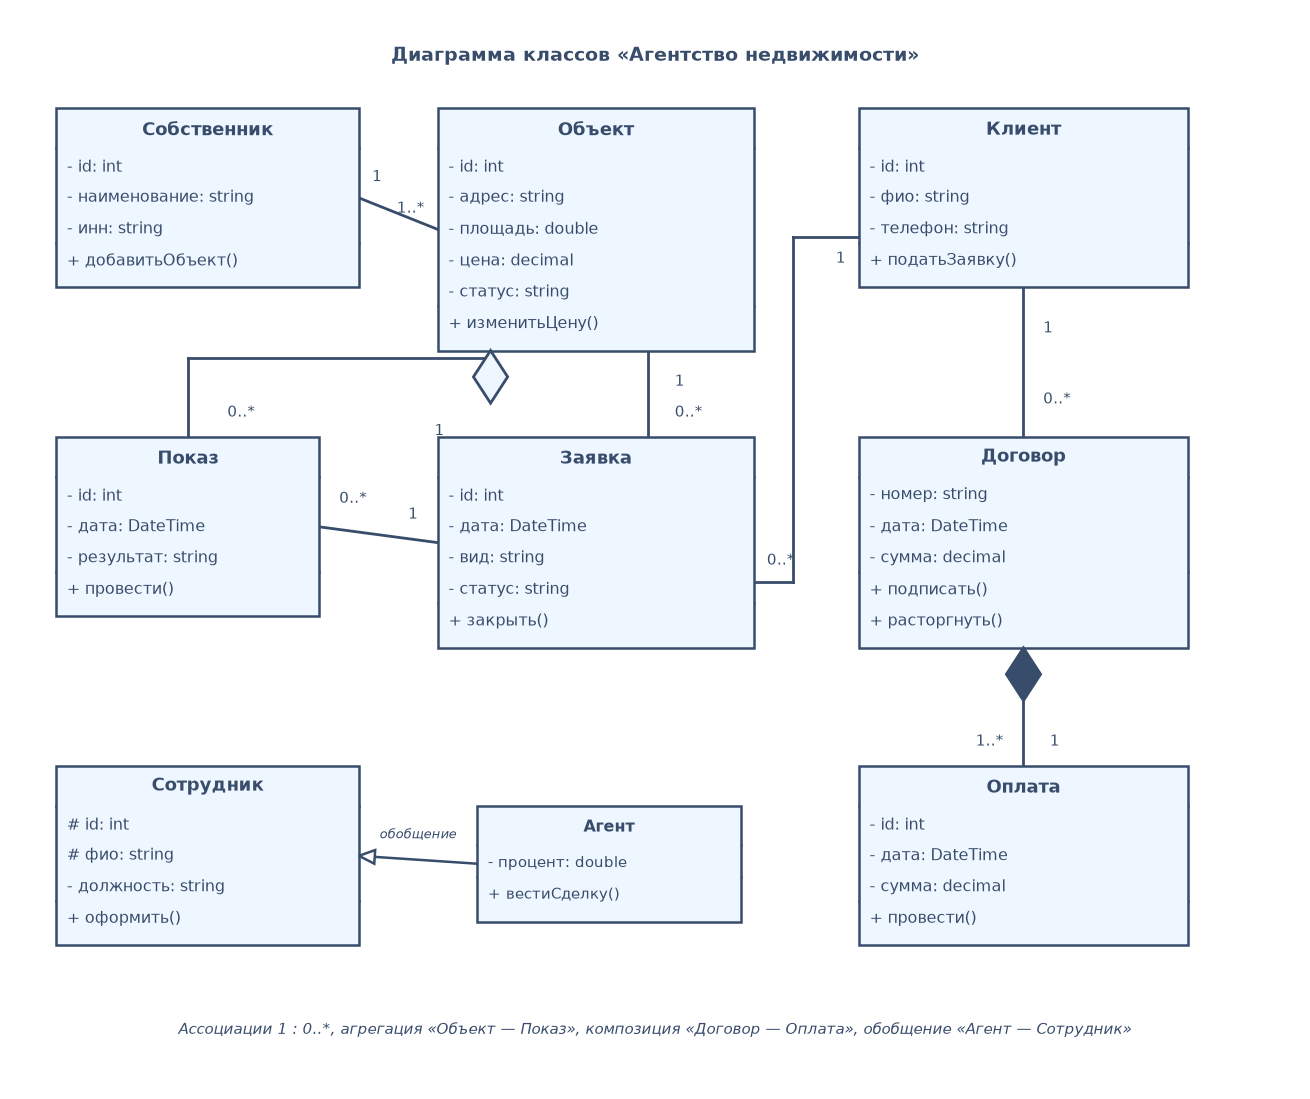 Диаграмма классов «Агентство недвижимости»
Собственник
- id: int
- наименование: string
- инн: string
+ добавитьОбъект()
1
1..*
Объект
- id: int
- адрес: string
- площадь: double
- цена: decimal
- статус: string
+ изменитьЦену()
Клиент
- id: int
- фио: string
- телефон: string
+ податьЗаявку()
1
1
0..*
1
0..*
1
0..*
1
Показ
- id: int
- дата: DateTime
- результат: string
+ провести()
0..*
1
Заявка
- id: int
- дата: DateTime
- вид: string
- статус: string
+ закрыть()
0..*
Договор
- номер: string
- дата: DateTime
- сумма: decimal
+ подписать()
+ расторгнуть()
1..*
1
Сотрудник
# id: int
# фио: string
- должность: string
+ оформить()
обобщение
Агент
- процент: double
+ вестиСделку()
Оплата
- id: int
- дата: DateTime
- сумма: decimal
+ провести()
Ассоциации 1 : 0..*, агрегация «Объект — Показ», композиция «Договор — Оплата», обобщение «Агент — Сотрудник»